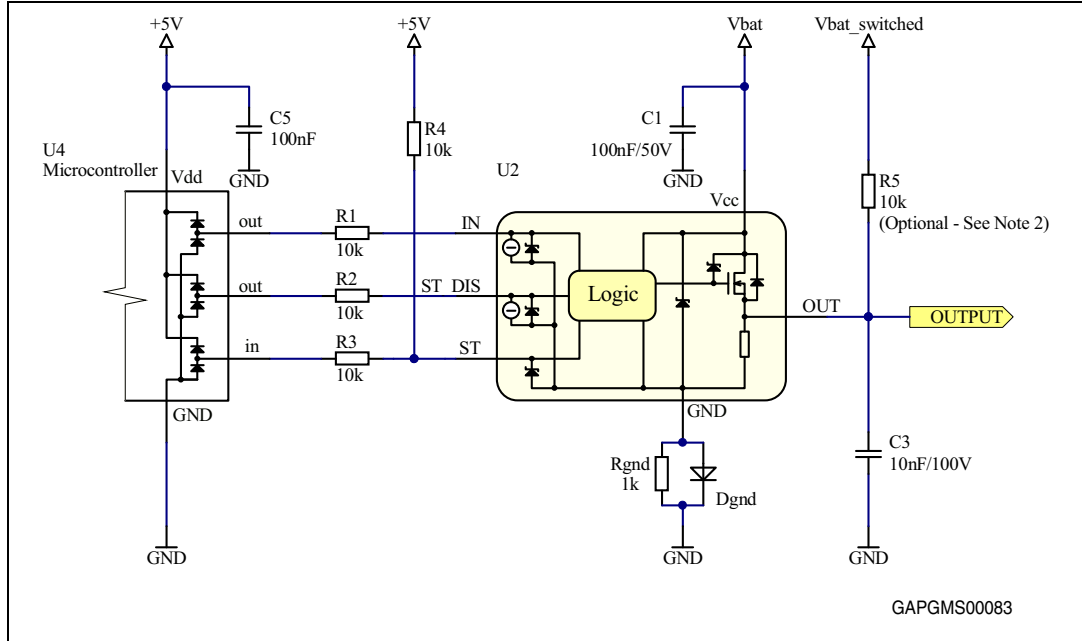 +5V
+5V
Vbat
Vbat_switched
C5
100nF
R4
10k
C1
100nF/50V
U4
Microcontroller
Vdd
GND
U2
GND
Vcc
R5
10k
(Optional - See Note 2)
out
R1
10k
IN
out
R2
10k
ST_DIS
Logic
OUT
OUTPUT
in
R3
10k
ST
GND
GND
Rgnd
1k
Dgnd
C3
10nF/100V
GND
GND
GND
GAPGMS00083